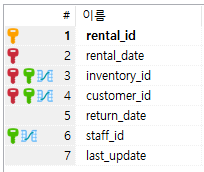 # 이름
1 rental_id
2 rental_date
3 inventory_id
4 customer_id
5 return_date
6 staff_id
7 last_update